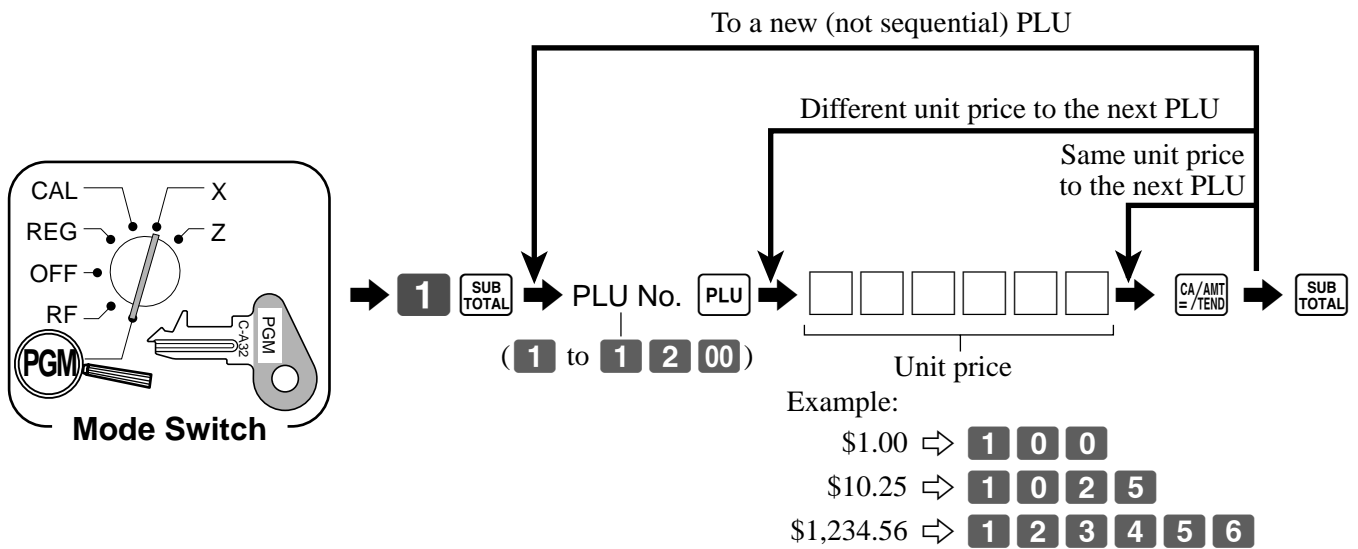 To a new (not sequential) PLU
Different unit price to the next PLU
Same unit price
to the next PLU
CAL
X
REG
Z
OFF
RF
PGM
PGM
C-A32
Mode Switch
1 SUB TOTAL PLU No. PLU CA/AMT =/TEND SUB TOTAL
(1 to 1 2 00)
Unit price
Example:
$1.00 ⇨ 1 0 0
$10.25 ⇨ 1 0 2 5
$1,234.56 ⇨ 1 2 3 4 5 6